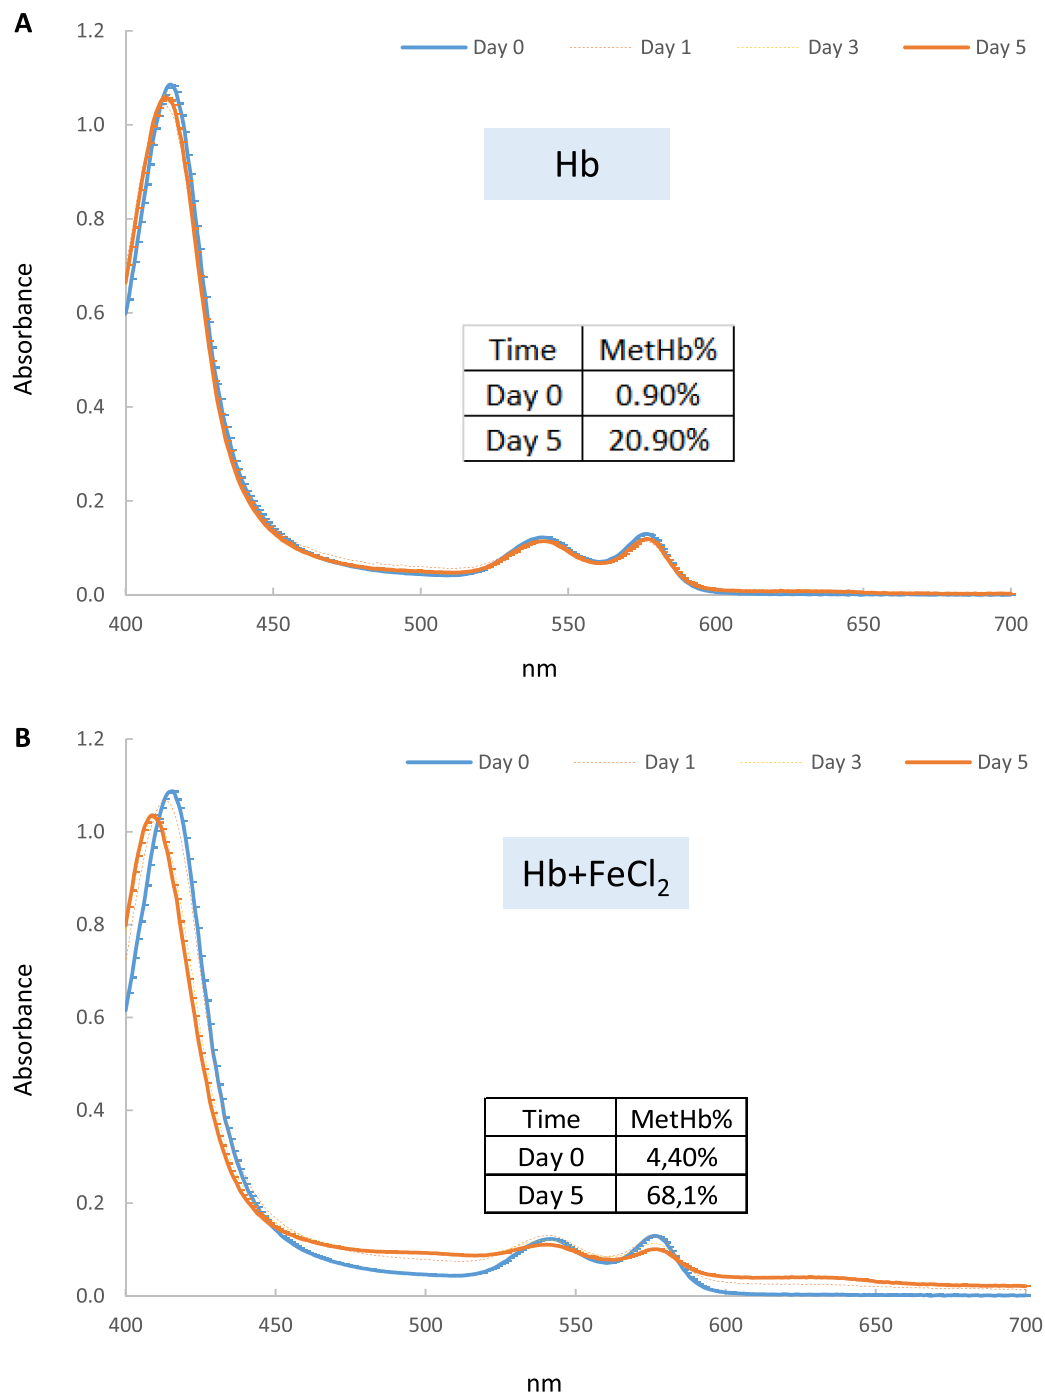 A
1.2
Day 0 Day 1 Day 3 Day 5
1.0
Hb
0.8
0.6
Absorbance
Time MetHb%
Day 0 0.90%
Day 5 20.90%
0.4
0.2
0.0
400 450 500 550 600 650 700
nm
B
1.2
Day 0 Day 1 Day 3 Day 5
1.0
Hb+FeCl₂
0.8
0.6
Absorbance
0.4
Time MetHb%
Day 0 4,40%
Day 5 68,1%
0.2
0.0
400 450 500 550 600 650 700
nm